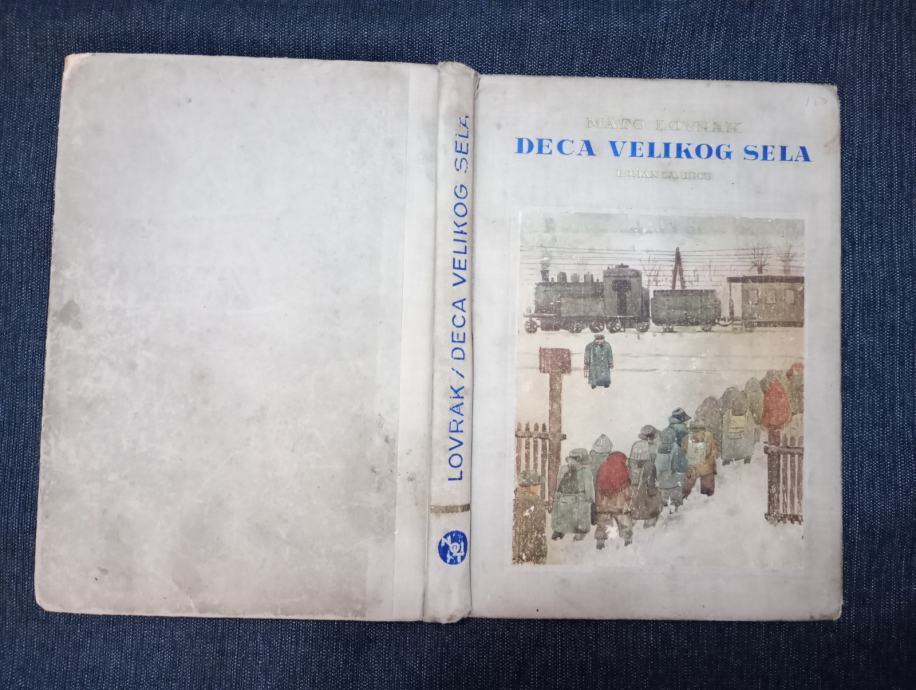 LOVRAK / DECA VELIKOG SELA
MATO LOVRAK
DECA VELIKOG SELA
ROMAN ZA DECU